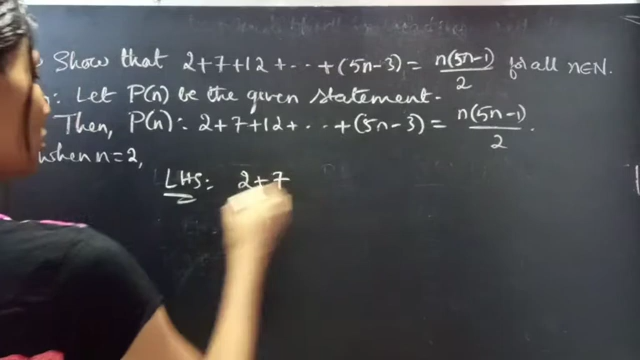 Show that 2+7+12+ ... +(5n-3) = n(5n-1)/2 for all n∈N.
: Let P(n) be the given statement.
Then, P(n): 2+7+12+ ... +(5n-3) = n(5n-1)/2.
when n=2,
LHS: 2+7